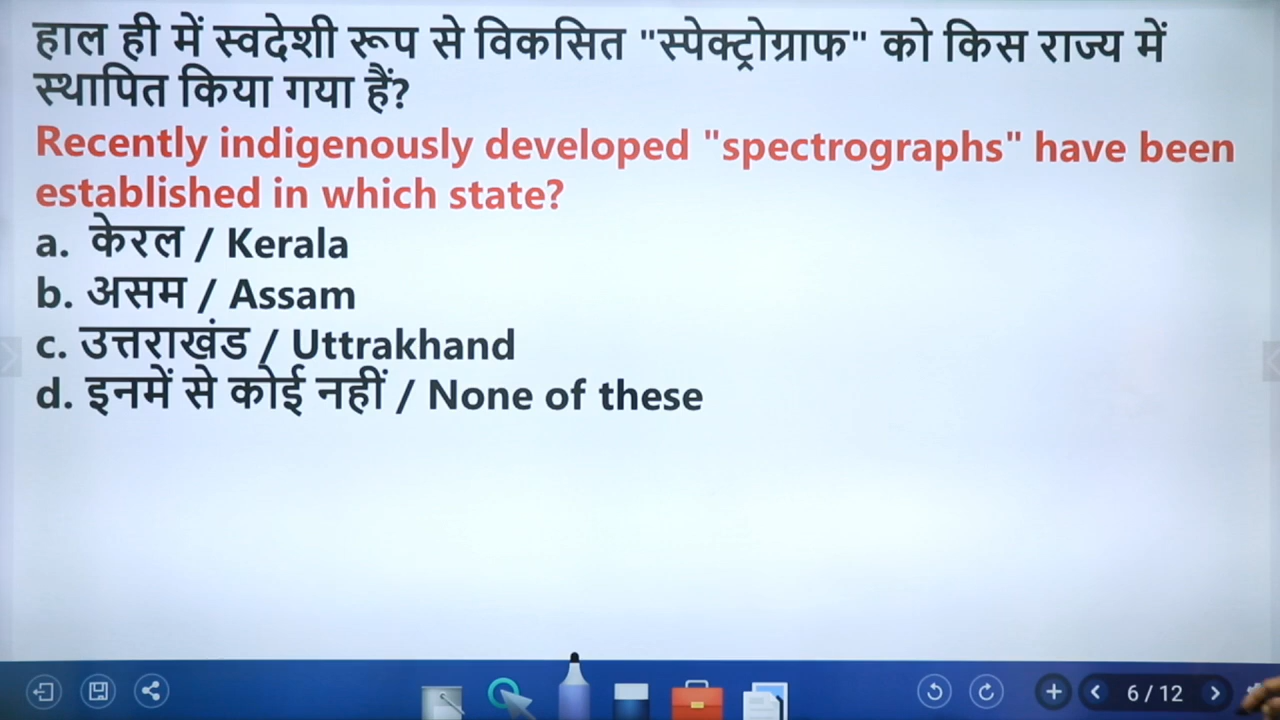 हाल ही में स्वदेशी रूप से विकसित "स्पेक्ट्रोग्राफ" को किस राज्य में
स्थापित किया गया हैं?
Recently indigenously developed "spectrographs" have been
established in which state?
a. केरल / Kerala
b. असम / Assam
c. उत्तराखंड / Uttrakhand
d. इनमें से कोई नहीं / None of these
6 / 12